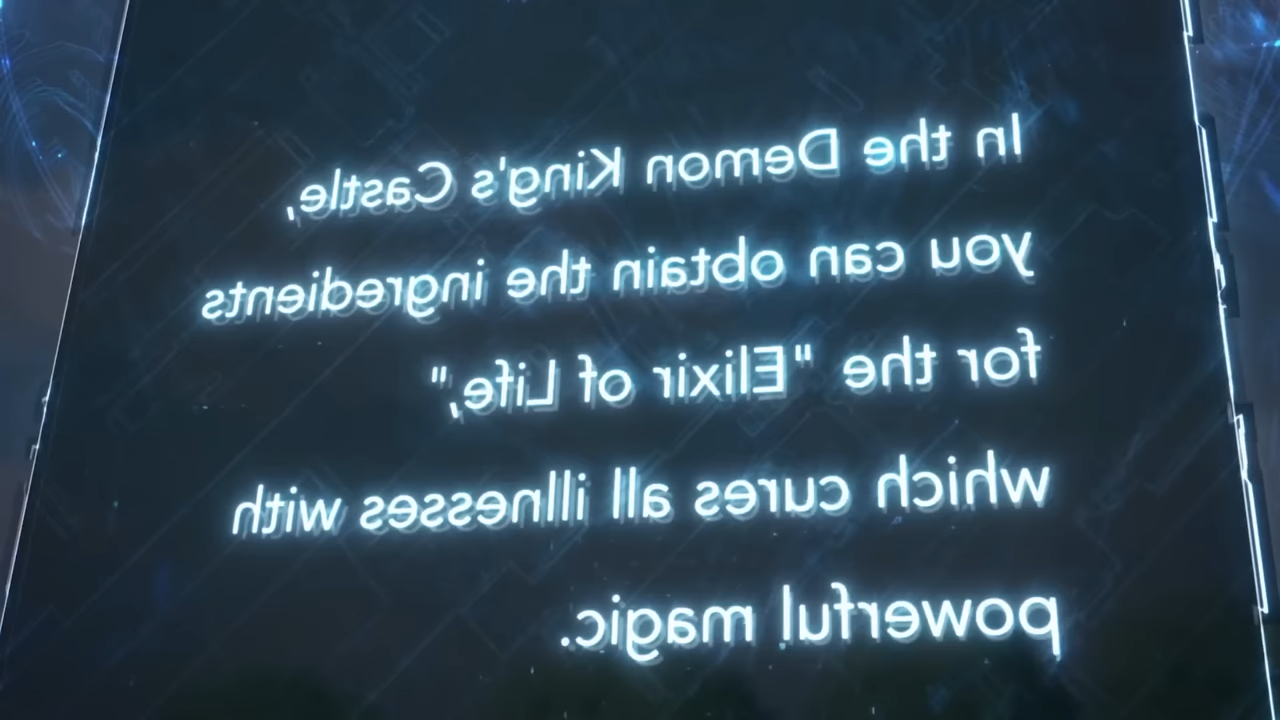 In the Demon King's Castle,
you can obtain the ingredients
for the "Elixir of Life,"
which cures all illnesses with
powerful magic.